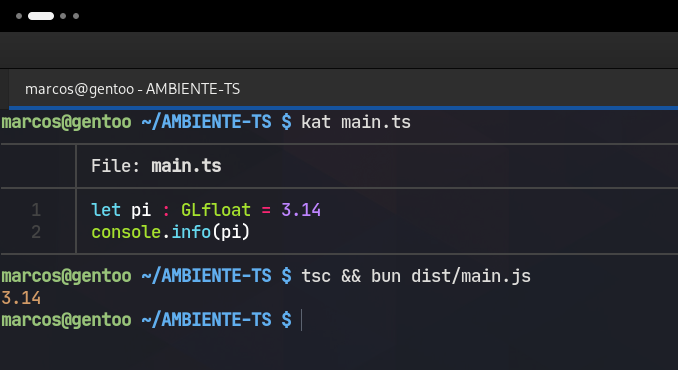 marcos@gentoo - AMBIENTE-TS
marcos@gentoo ~/AMBIENTE-TS $ kat main.ts
File: main.ts
1 let pi : GLfloat = 3.14
2 console.info(pi)
marcos@gentoo ~/AMBIENTE-TS $ tsc && bun dist/main.js
3.14
marcos@gentoo ~/AMBIENTE-TS $